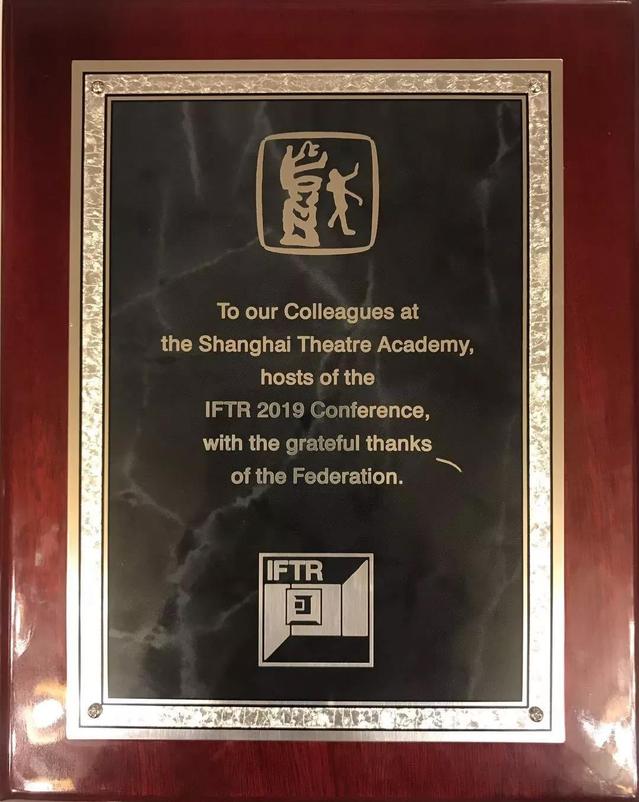 To our Colleagues at
the Shanghai Theatre Academy,
hosts of the
IFTR 2019 Conference,
with the grateful thanks
of the Federation.
IFTR